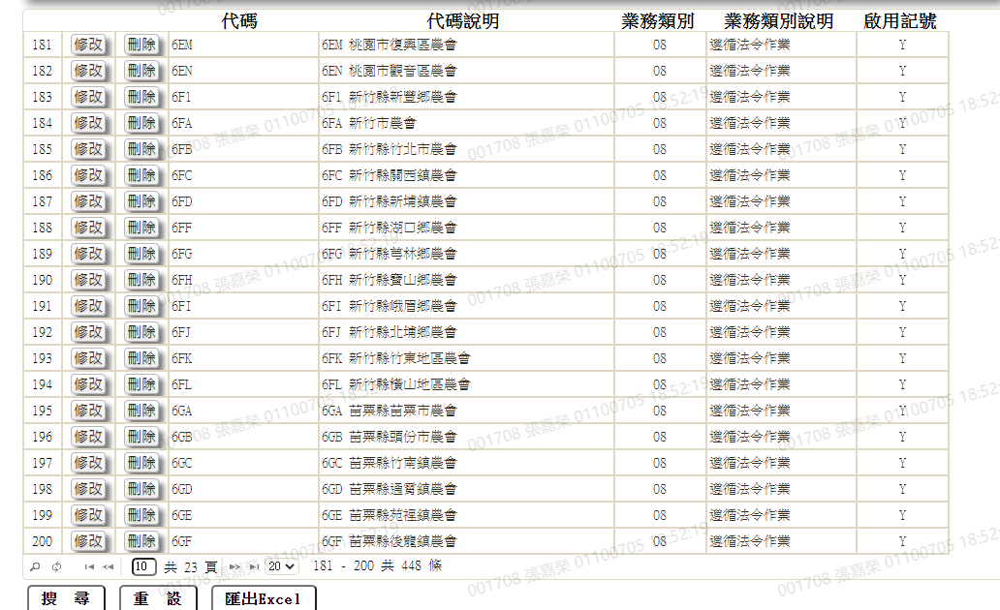 代碼 代碼說明 業務類別 業務類別說明 啟用記號
181 修改 刪除 6EM 6EM 桃園市復興區農會 08 遵循法令作業 Y
182 修改 刪除 6EN 6EN 桃園市觀音區農會 08 遵循法令作業 Y
183 修改 刪除 6F1 6F1 新竹縣新豐鄉農會 08 遵循法令作業 Y
184 修改 刪除 6FA 6FA 新竹市農會 08 遵循法令作業 Y
185 修改 刪除 6FB 6FB 新竹縣竹北市農會 08 遵循法令作業 Y
186 修改 刪除 6FC 6FC 新竹縣關西鎮農會 08 遵循法令作業 Y
187 修改 刪除 6FD 6FD 新竹縣新埔鎮農會 08 遵循法令作業 Y
188 修改 刪除 6FF 6FF 新竹縣湖口鄉農會 08 遵循法令作業 Y
189 修改 刪除 6FG 6FG 新竹縣芎林鄉農會 08 遵循法令作業 Y
190 修改 刪除 6FH 6FH 新竹縣寶山鄉農會 08 遵循法令作業 Y
191 修改 刪除 6FI 6FI 新竹縣峨眉鄉農會 08 遵循法令作業 Y
192 修改 刪除 6FJ 6FJ 新竹縣北埔鄉農會 08 遵循法令作業 Y
193 修改 刪除 6FK 6FK 新竹縣竹東地區農會 08 遵循法令作業 Y
194 修改 刪除 6FL 6FL 新竹縣橫山地區農會 08 遵循法令作業 Y
195 修改 刪除 6GA 6GA 苗栗縣苗栗市農會 08 遵循法令作業 Y
196 修改 刪除 6GB 6GB 苗栗縣頭份市農會 08 遵循法令作業 Y
197 修改 刪除 6GC 6GC 苗栗縣竹南鎮農會 08 遵循法令作業 Y
198 修改 刪除 6GD 6GD 苗栗縣通霄鎮農會 08 遵循法令作業 Y
199 修改 刪除 6GE 6GE 苗栗縣苑裡鎮農會 08 遵循法令作業 Y
200 修改 刪除 6GF 6GF 苗栗縣後龍鎮農會 08 遵循法令作業 Y
10 共 23 頁 20 181 - 200 共 448 條
搜 尋 重 設 匯出Excel
001708 張嘉榮 01100705 18:52:19